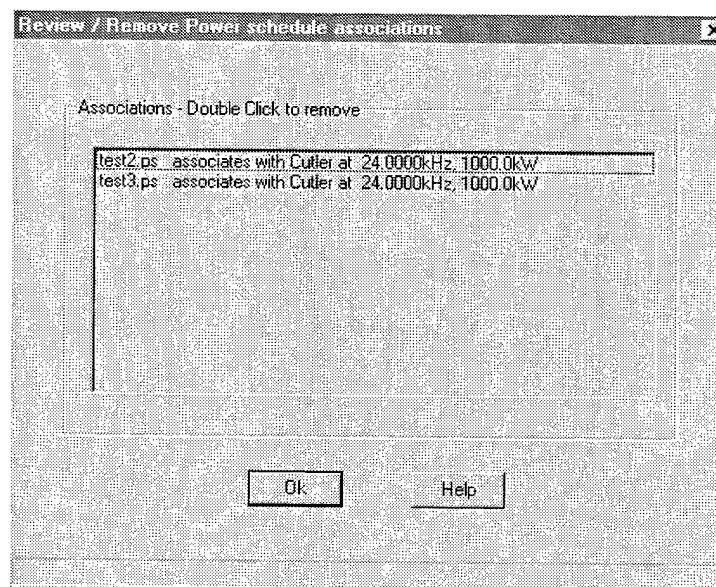 Review / Remove Power schedule associations
Associations - Double Click to remove
test2.ps associates with Cutler at 24.0000kHz, 1000.0kW
test3.ps associates with Cutler at 24.0000kHz, 1000.0kW
Ok Help